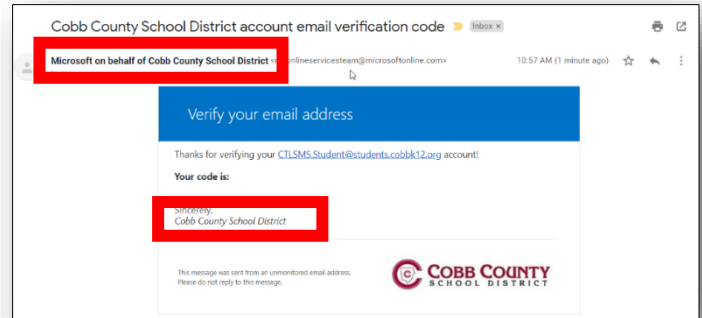 Cobb County School District account email verification code Inbox ×
Microsoft on behalf of Cobb County School District onlineservicesteam@microsoftonline.com> 10:57 AM (1 minute ago)
Verify your email address
Thanks for verifying your CTLSMS.Student@students.cobbk12.org account!
Your code is:
Sincerely,
Cobb County School District
This message was sent from an unmonitored email address.
Please do not reply to this message.
C COBB COUNTY
SCHOOL DISTRICT